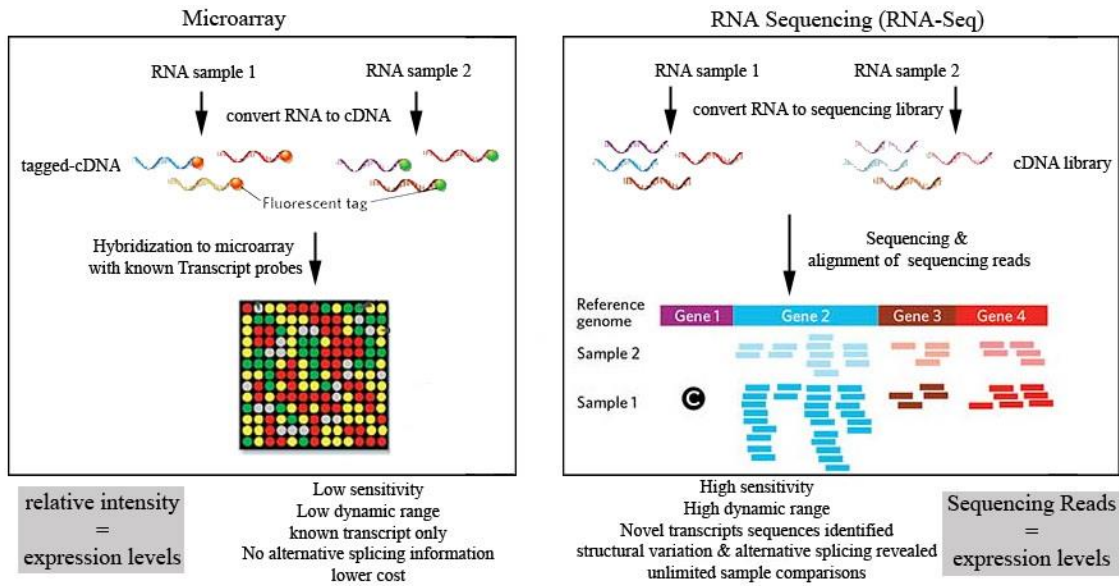 Microarray
RNA sample 1
RNA sample 2
convert RNA to cDNA
tagged-cDNA
Fluorescent tag
Hybridization to microarray
with known Transcript probes
relative intensity
=
expression levels
Low sensitivity
Low dynamic range
known transcript only
No alternative splicing information
lower cost
RNA Sequencing (RNA-Seq)
RNA sample 1
RNA sample 2
convert RNA to sequencing library
cDNA library
Sequencing &
alignment of sequencing reads
Reference
genome
Gene 1
Gene 2
Gene 3
Gene 4
Sample 2
Sample 1
C
High sensitivity
High dynamic range
Novel transcripts sequences identified
structural variation & alternative splicing revealed
unlimited sample comparisons
Sequencing Reads
=
expression levels